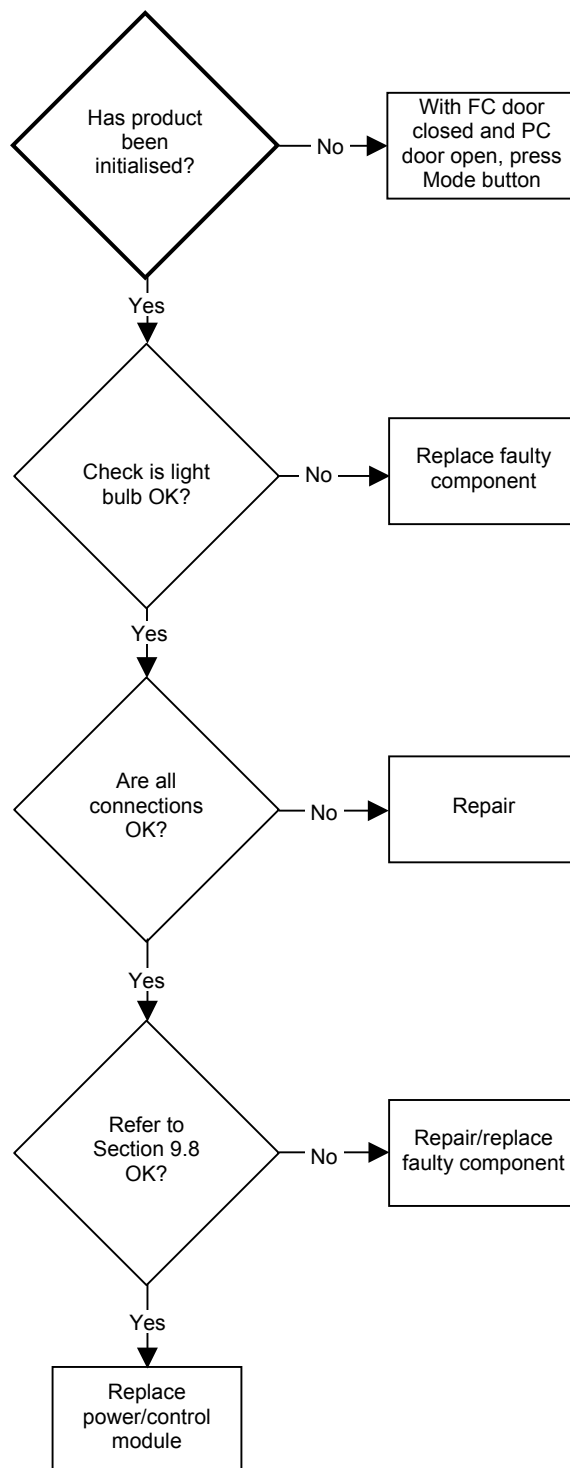 Has product
been
initialised?
No
With FC door
closed and PC
door open, press
Mode button
Yes
Check is light
bulb OK?
No
Replace faulty
component
Yes
Are all
connections
OK?
No
Repair
Yes
Refer to
Section 9.8
OK?
No
Repair/replace
faulty component
Yes
Replace
power/control
module